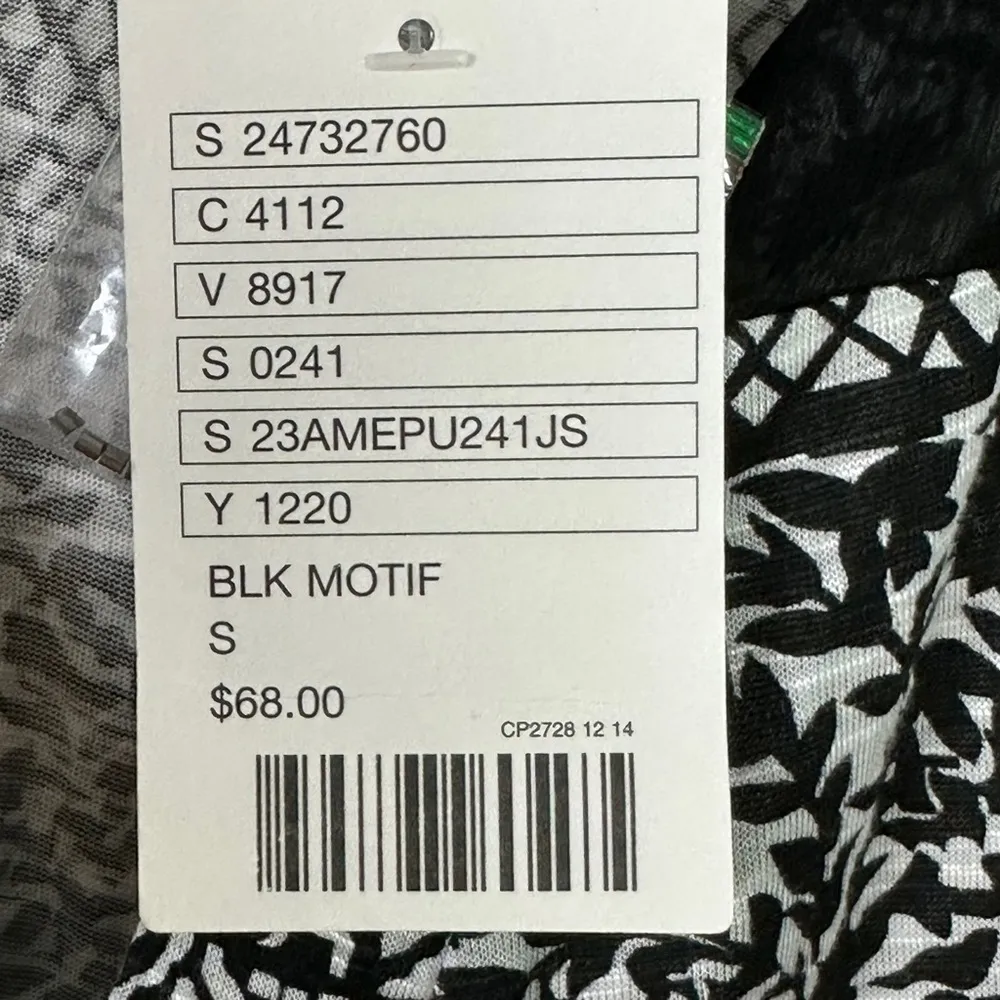 S 24732760
C 4112
V 8917
S 0241
S 23AMEPU241JS
Y 1220
BLK MOTIF
S
$68.00
CP2728 12 14